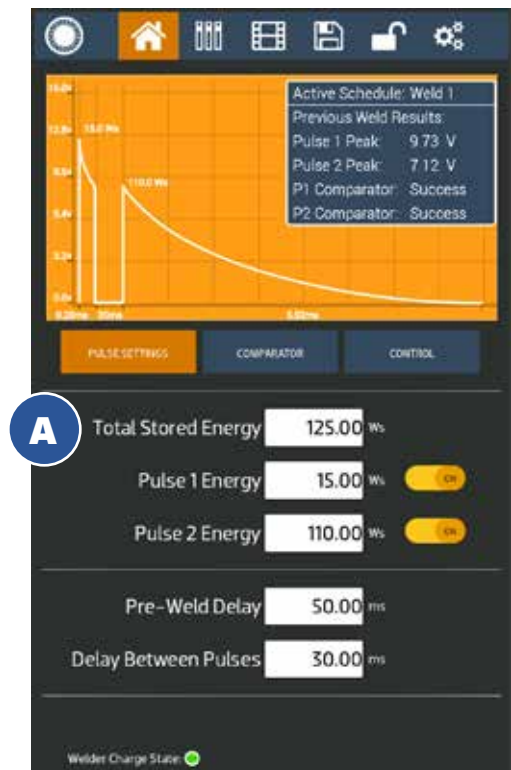 Active Schedule: Weld 1
Previous Weld Results:
Pulse 1 Peak: 9.73 V
Pulse 2 Peak: 7.12 V
P1 Comparator: Success
P2 Comparator: Success
110.0 Ws
PULSE SETTINGS COMPARATOR CONTROL
A
Total Stored Energy 125.00 Ws
Pulse 1 Energy 15.00 Ws ON
Pulse 2 Energy 110.00 Ws ON
Pre-Weld Delay 50.00 ms
Delay Between Pulses 30.00 ms
Welder Charge State: